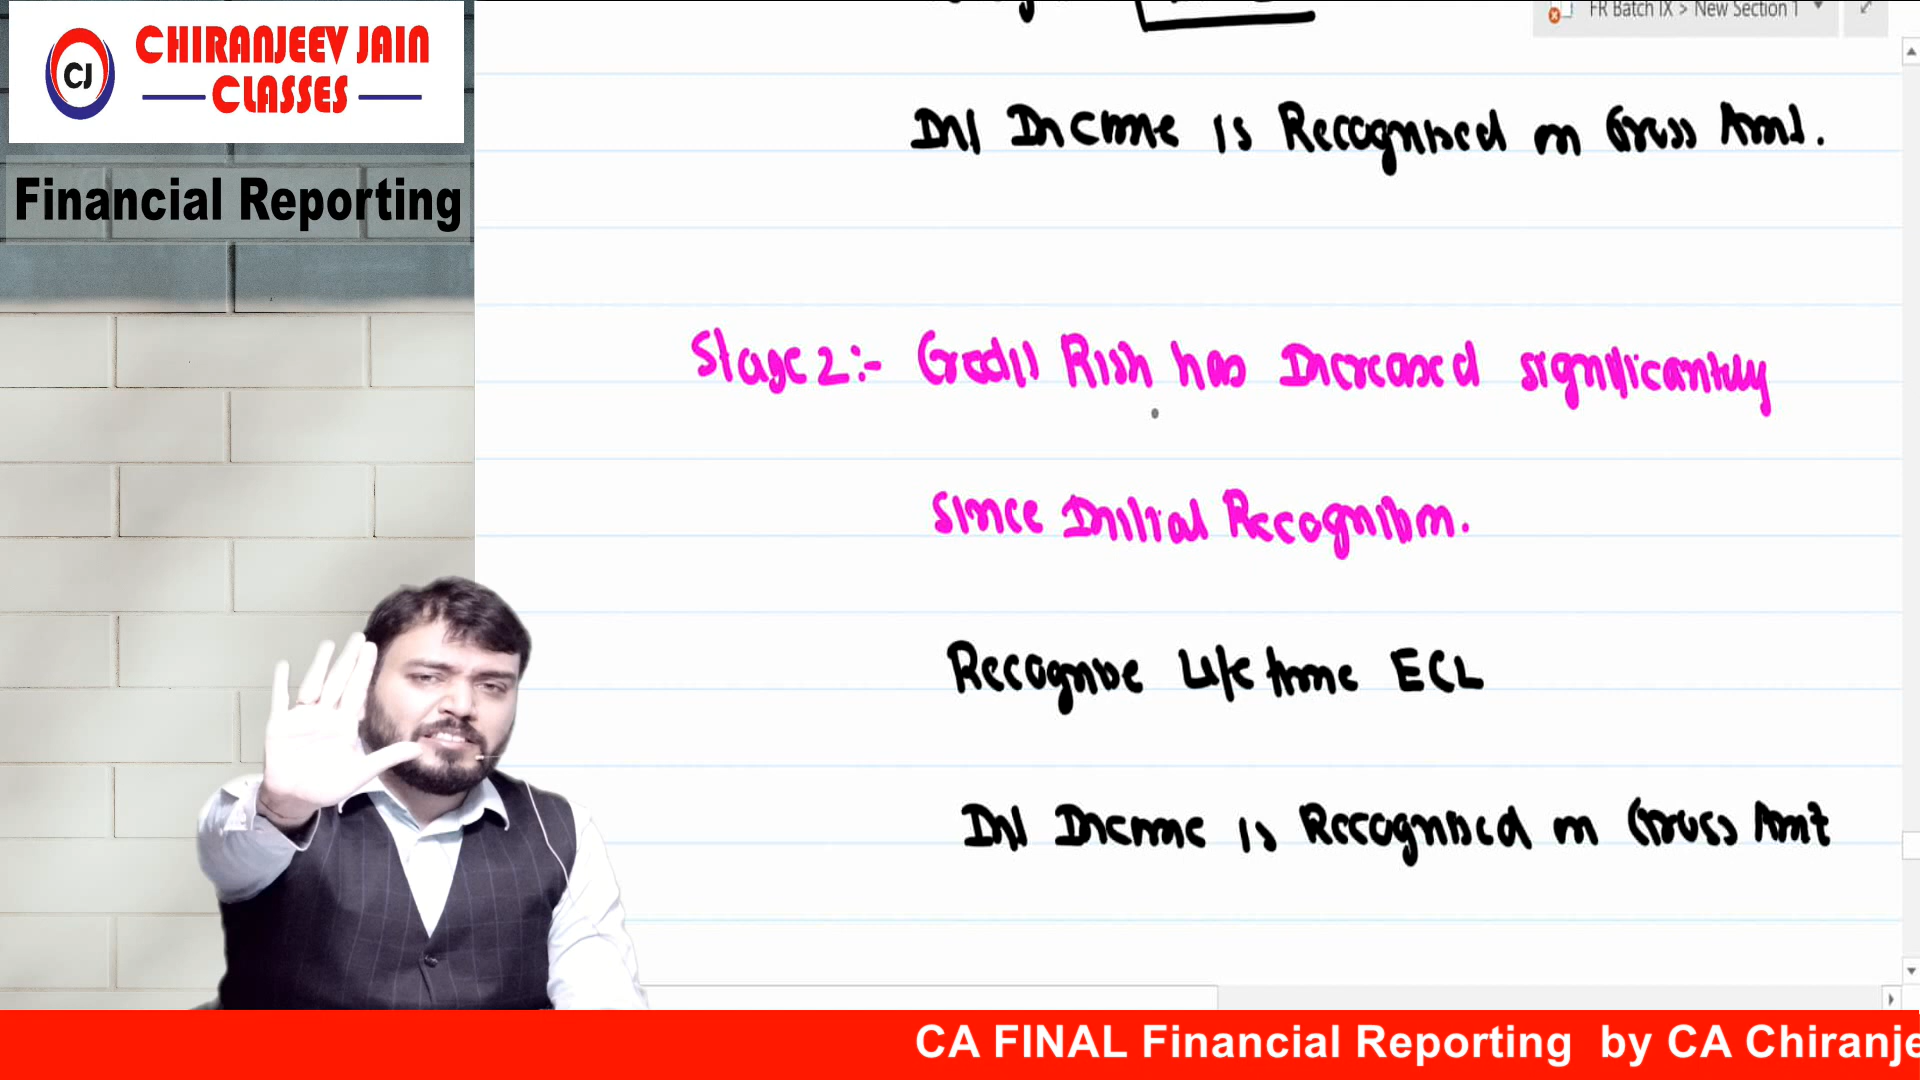 FR Batch IX > New Section 1
CHIRANJEEV JAIN
CJ
CLASSES
Financial Reporting
Int Income is Recognised on Gross Amt.
Stage 2:- Credit Risk has Increased significantly
since Initial Recognition.
Recognise Life time ECL
Int Income is Recognised on Gross Amt
CA FINAL Financial Reporting by CA Chiranje